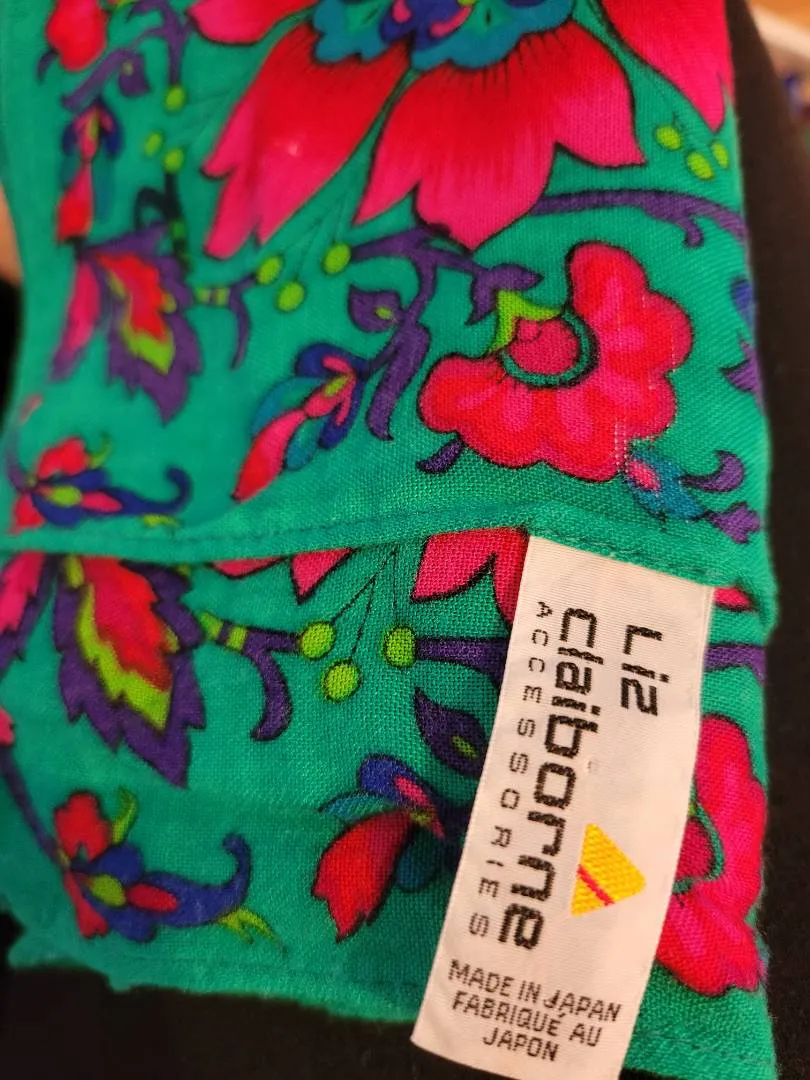 Liz
claiborne
ACCESSORIES
MADE IN JAPAN
FABRIQUÉ AU
JAPON